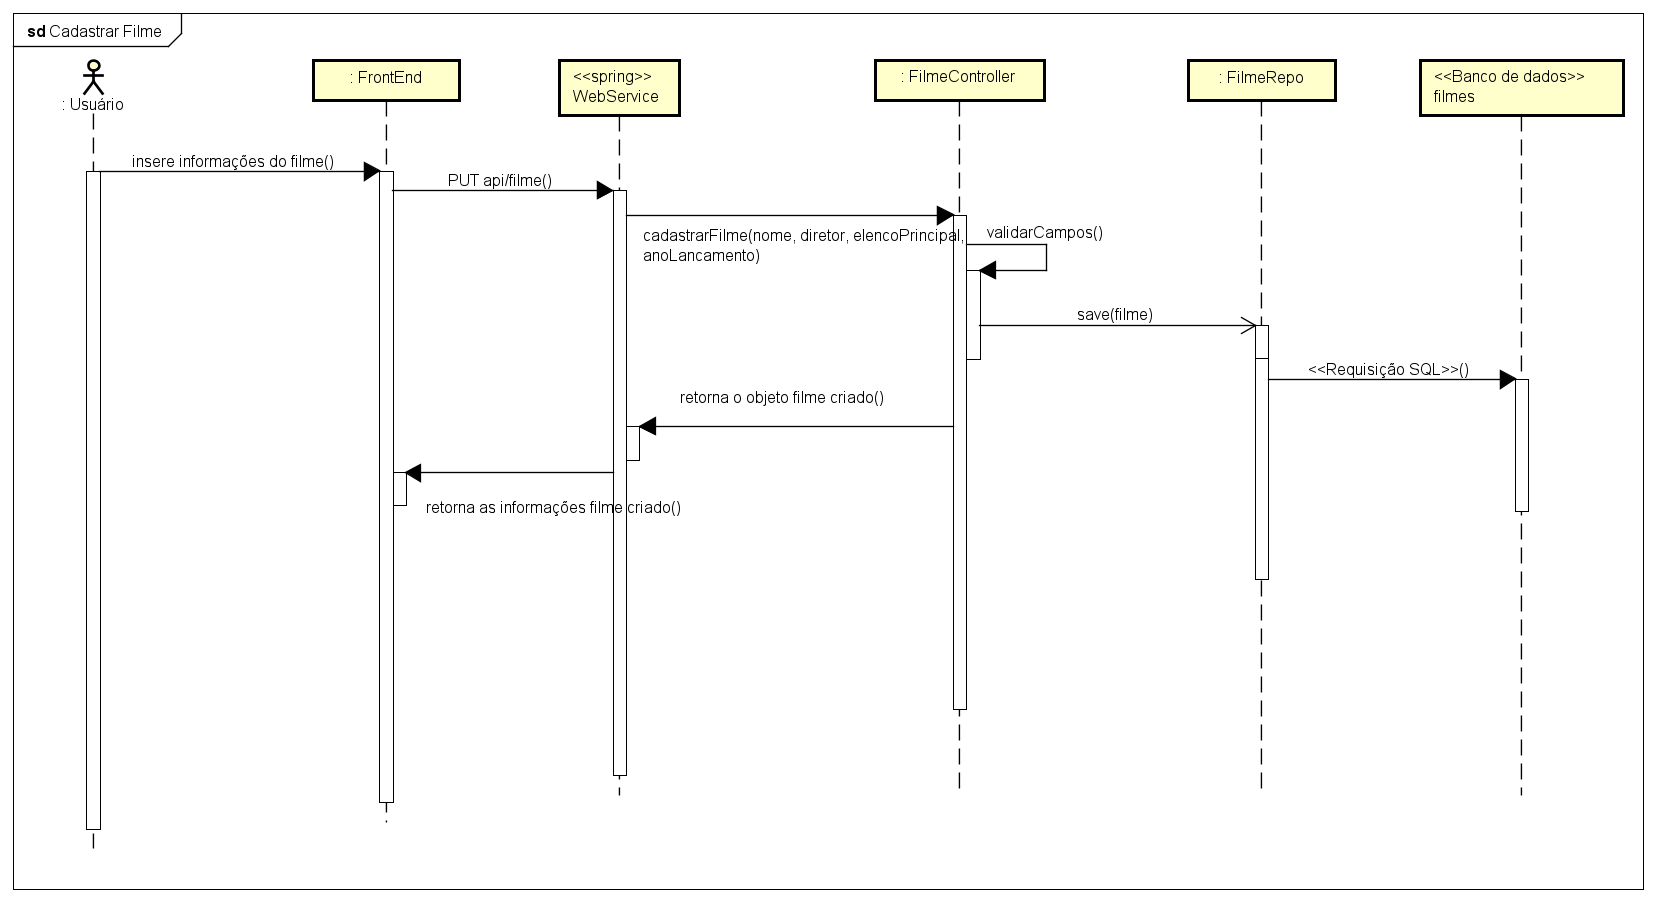 sd Cadastrar Filme
: Usuário
: FrontEnd
<<spring>>
WebService
: FilmeController
: FilmeRepo
<<Banco de dados>>
filmes
insere informações do filme()
PUT api/filme()
cadastrarFilme(nome, diretor, elencoPrincipal,
anoLancamento)
validarCampos()
save(filme)
<<Requisição SQL>>()
retorna o objeto filme criado()
retorna as informações filme criado()